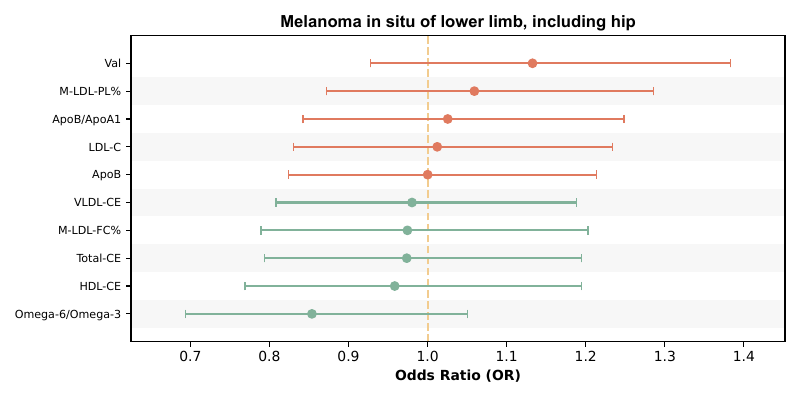 Melanoma in situ of lower limb, including hip
Val
M-LDL-PL%
ApoB/ApoA1
LDL-C
ApoB
VLDL-CE
M-LDL-FC%
Total-CE
HDL-CE
Omega-6/Omega-3
0.7 0.8 0.9 1.0 1.1 1.2 1.3 1.4
Odds Ratio (OR)